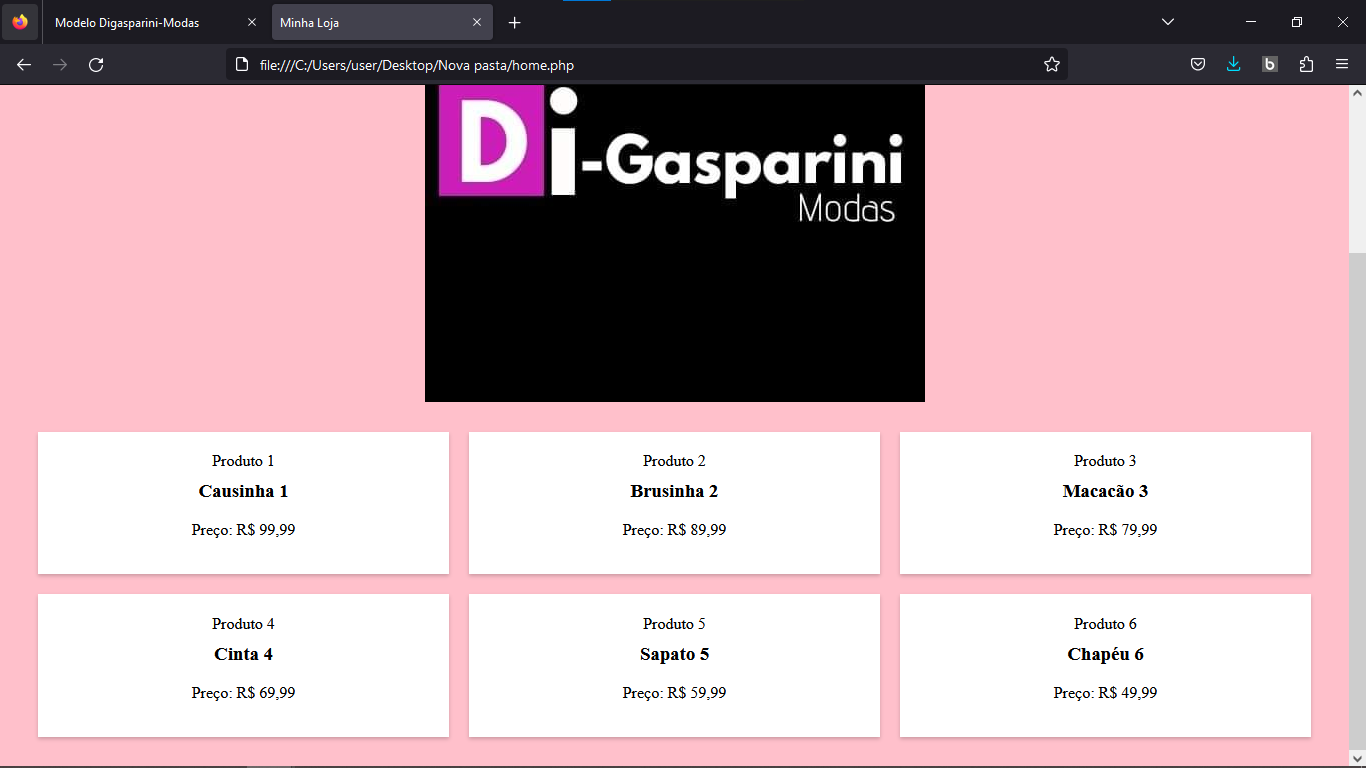 Modelo Digasparini-Modas
Minha Loja
file:///C:/Users/user/Desktop/Nova pasta/home.php
b
Di-Gasparini
Modas
Produto 1
Causinha 1
Preço: R$ 99,99
Produto 2
Brusinha 2
Preço: R$ 89,99
Produto 3
Macacão 3
Preço: R$ 79,99
Produto 4
Cinta 4
Preço: R$ 69,99
Produto 5
Sapato 5
Preço: R$ 59,99
Produto 6
Chapéu 6
Preço: R$ 49,99